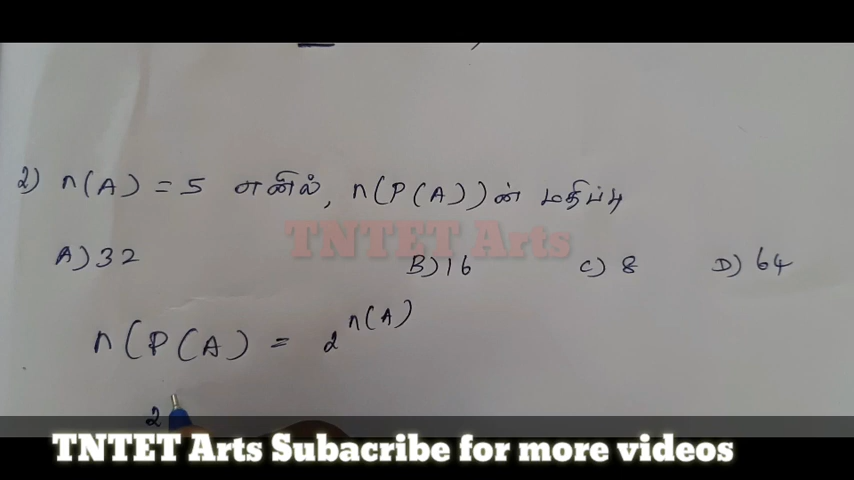 2) n(A) = 5 எனில், n(P(A))ன் மதிப்பு
TNTET Arts
A) 32 B) 16 C) 8 D) 64
n(P(A) = 2^n(A)
2
TNTET Arts Subacribe for more videos